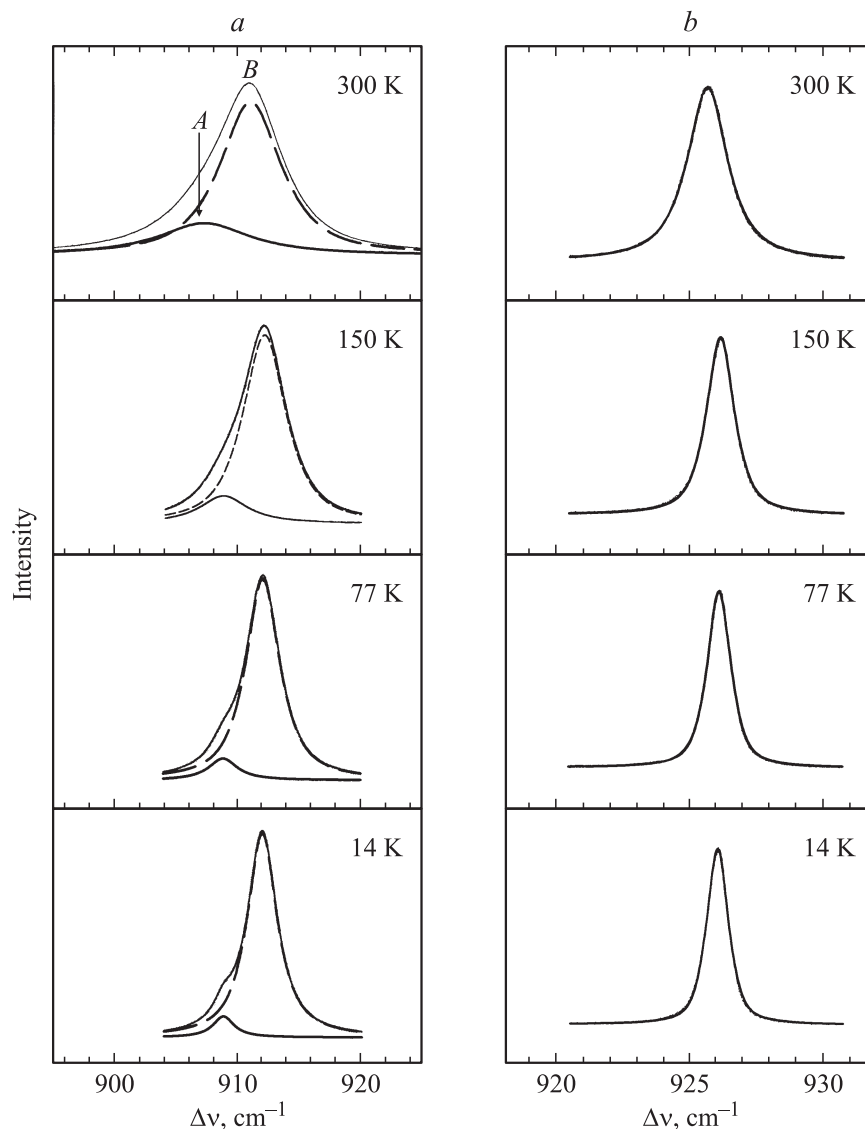 a
b
Intensity
300 K
A
B
150 K
77 K
14 K
900 910 920
Δν, cm–1
300 K
150 K
77 K
14 K
920 925 930
Δν, cm–1